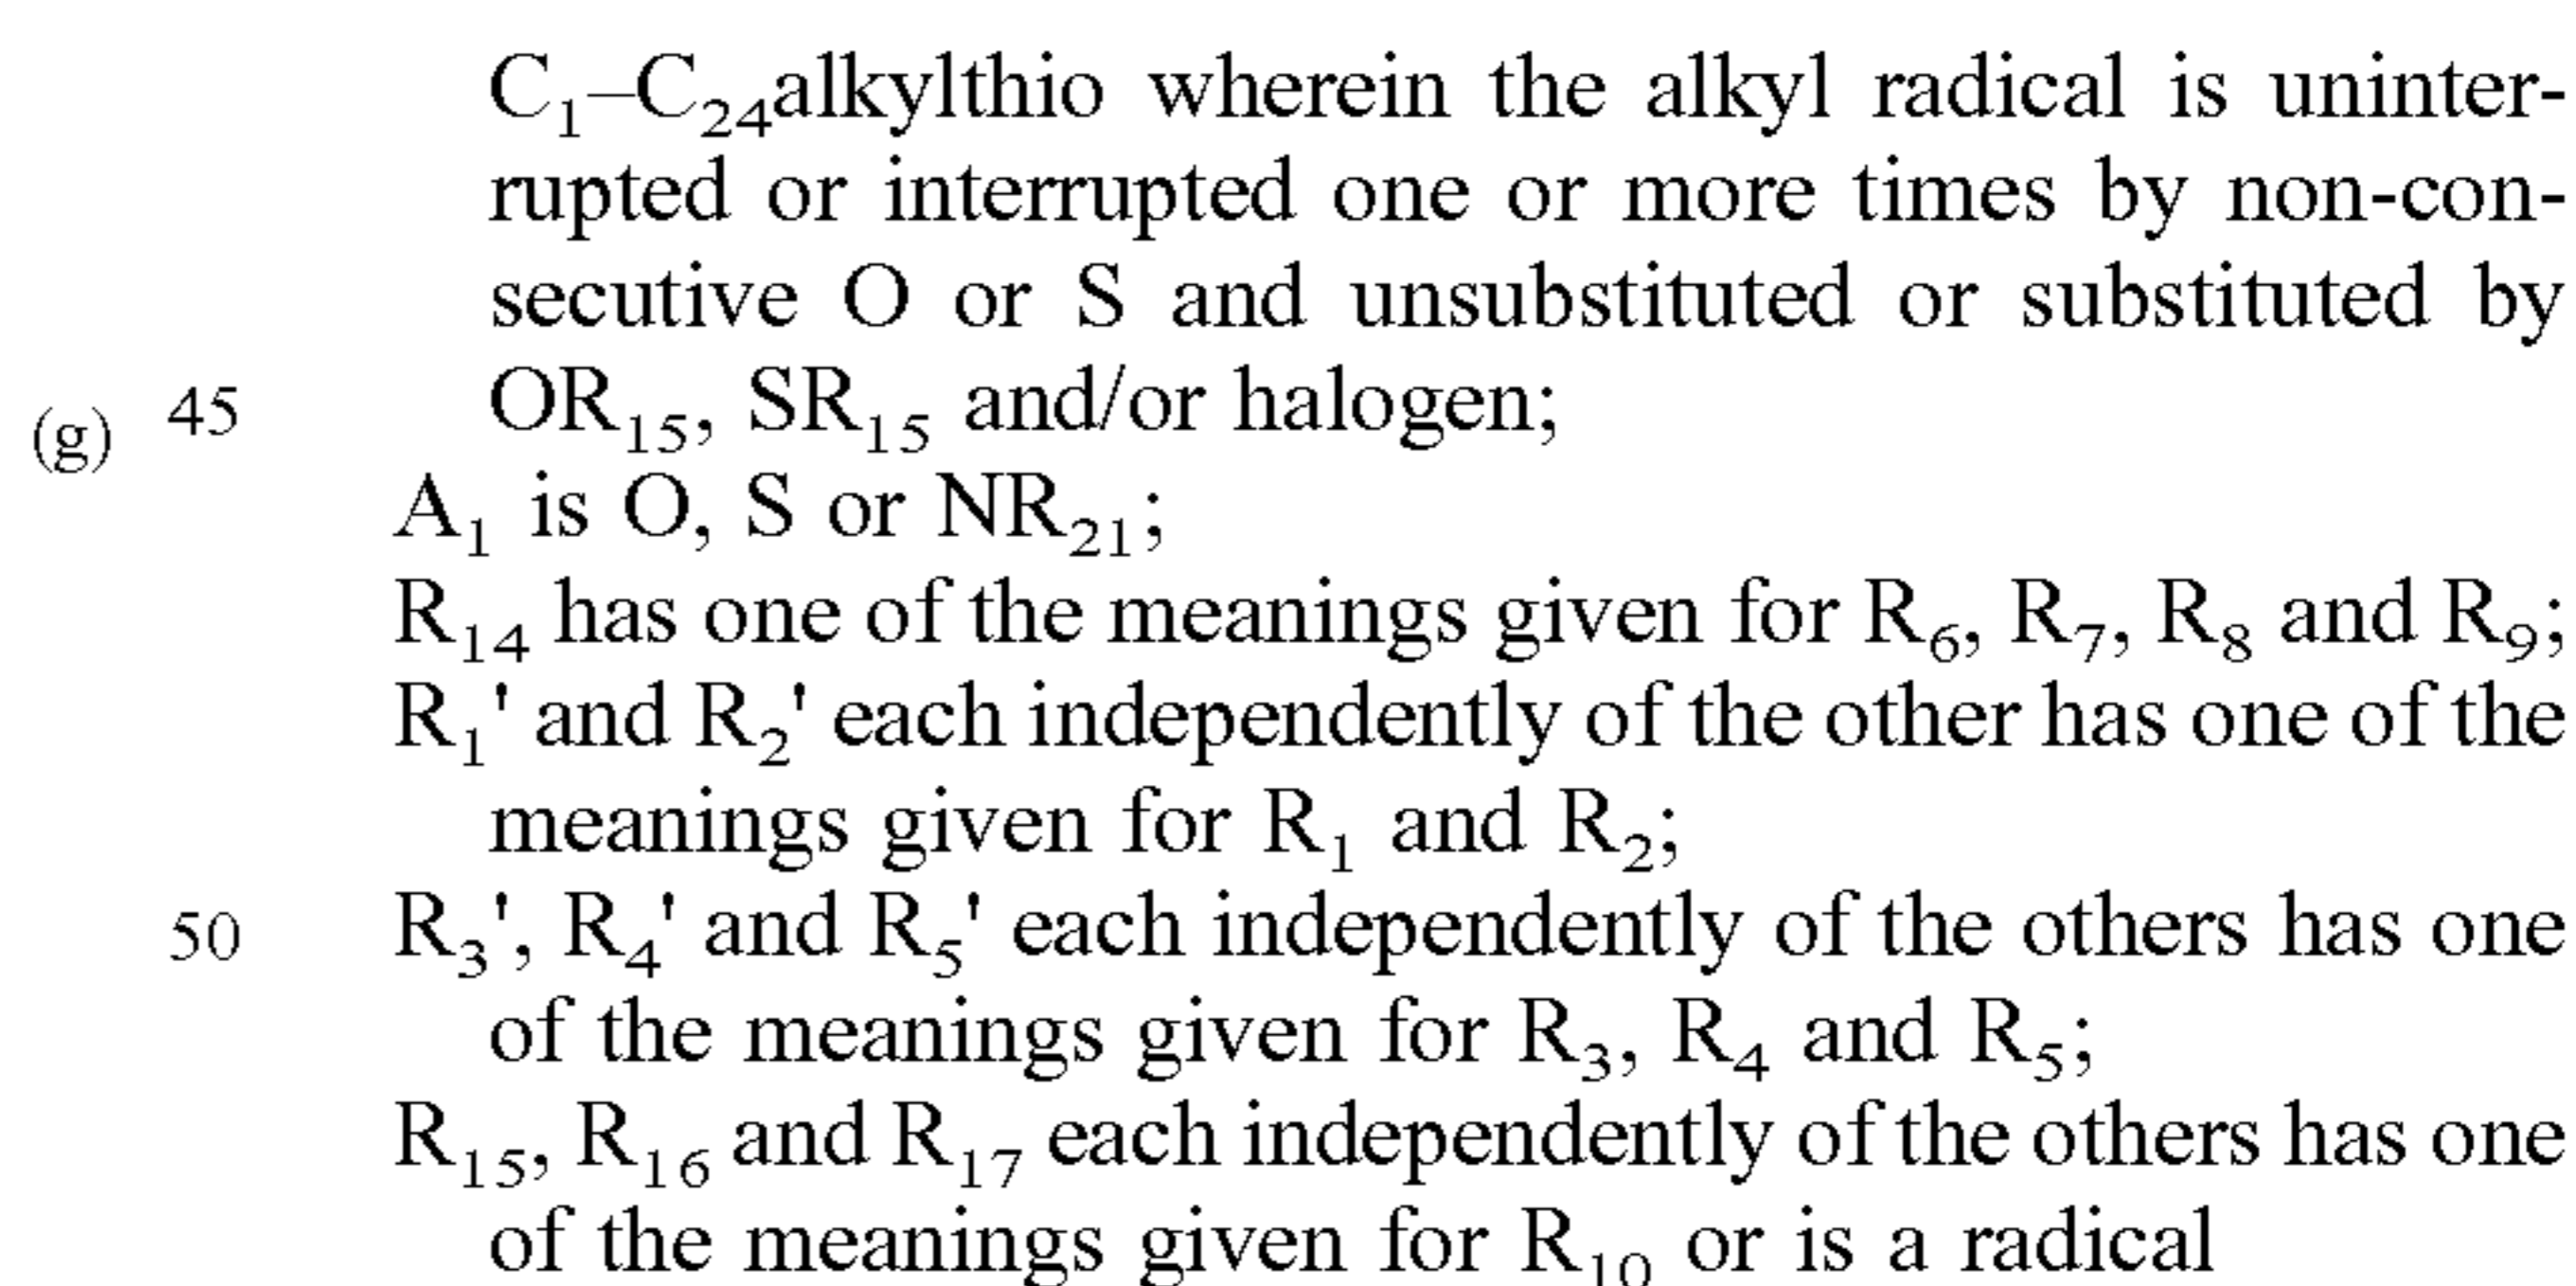 C₁–C₂₄alkylthio wherein the alkyl radical is uninter-
rupted or interrupted one or more times by non-con-
secutive O or S and unsubstituted or substituted by
(g) 45 OR₁₅, SR₁₅ and/or halogen;
A₁ is O, S or NR₂₁;
R₁₄ has one of the meanings given for R₆, R₇, R₈ and R₉;
R₁' and R₂' each independently of the other has one of the
meanings given for R₁ and R₂;
50 R₃', R₄' and R₅' each independently of the others has one
of the meanings given for R₃, R₄ and R₅;
R₁₅, R₁₆ and R₁₇ each independently of the others has one
of the meanings given for R₁₀ or is a radical